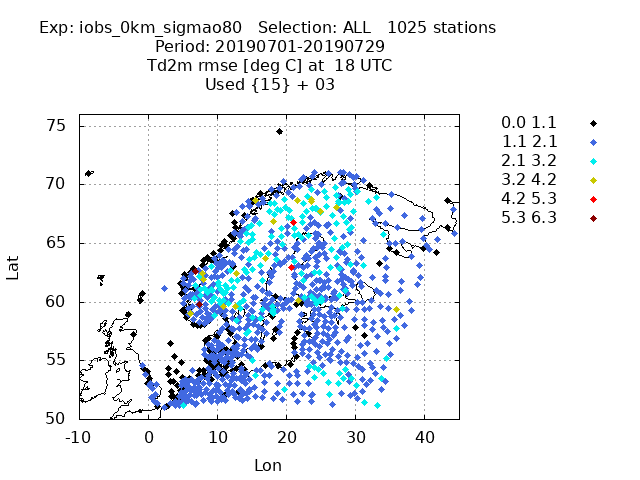 Exp: iobs_0km_sigmao80 Selection: ALL 1025 stations
Period: 20190701-20190729
Td2m rmse [deg C] at 18 UTC
Used {15} + 03
0.0 1.1
1.1 2.1
2.1 3.2
3.2 4.2
4.2 5.3
5.3 6.3
75
70
65
60
55
50
Lat
-10 0 10 20 30 40
Lon